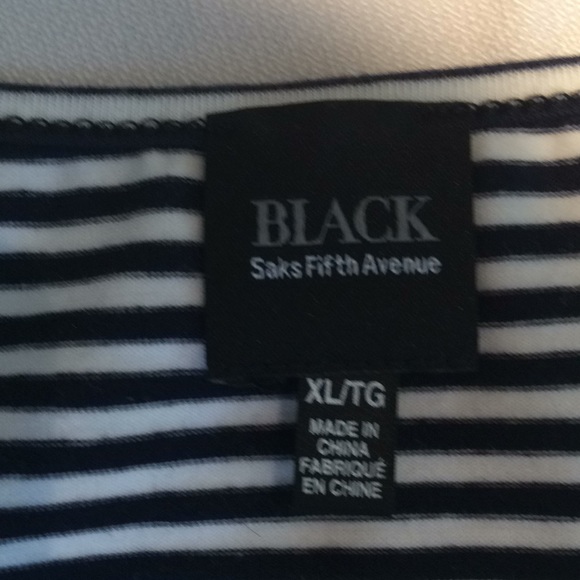 BLACK
Saks Fifth Avenue
XL/TG
MADE IN
CHINA
FABRIQUÉ
EN CHINE